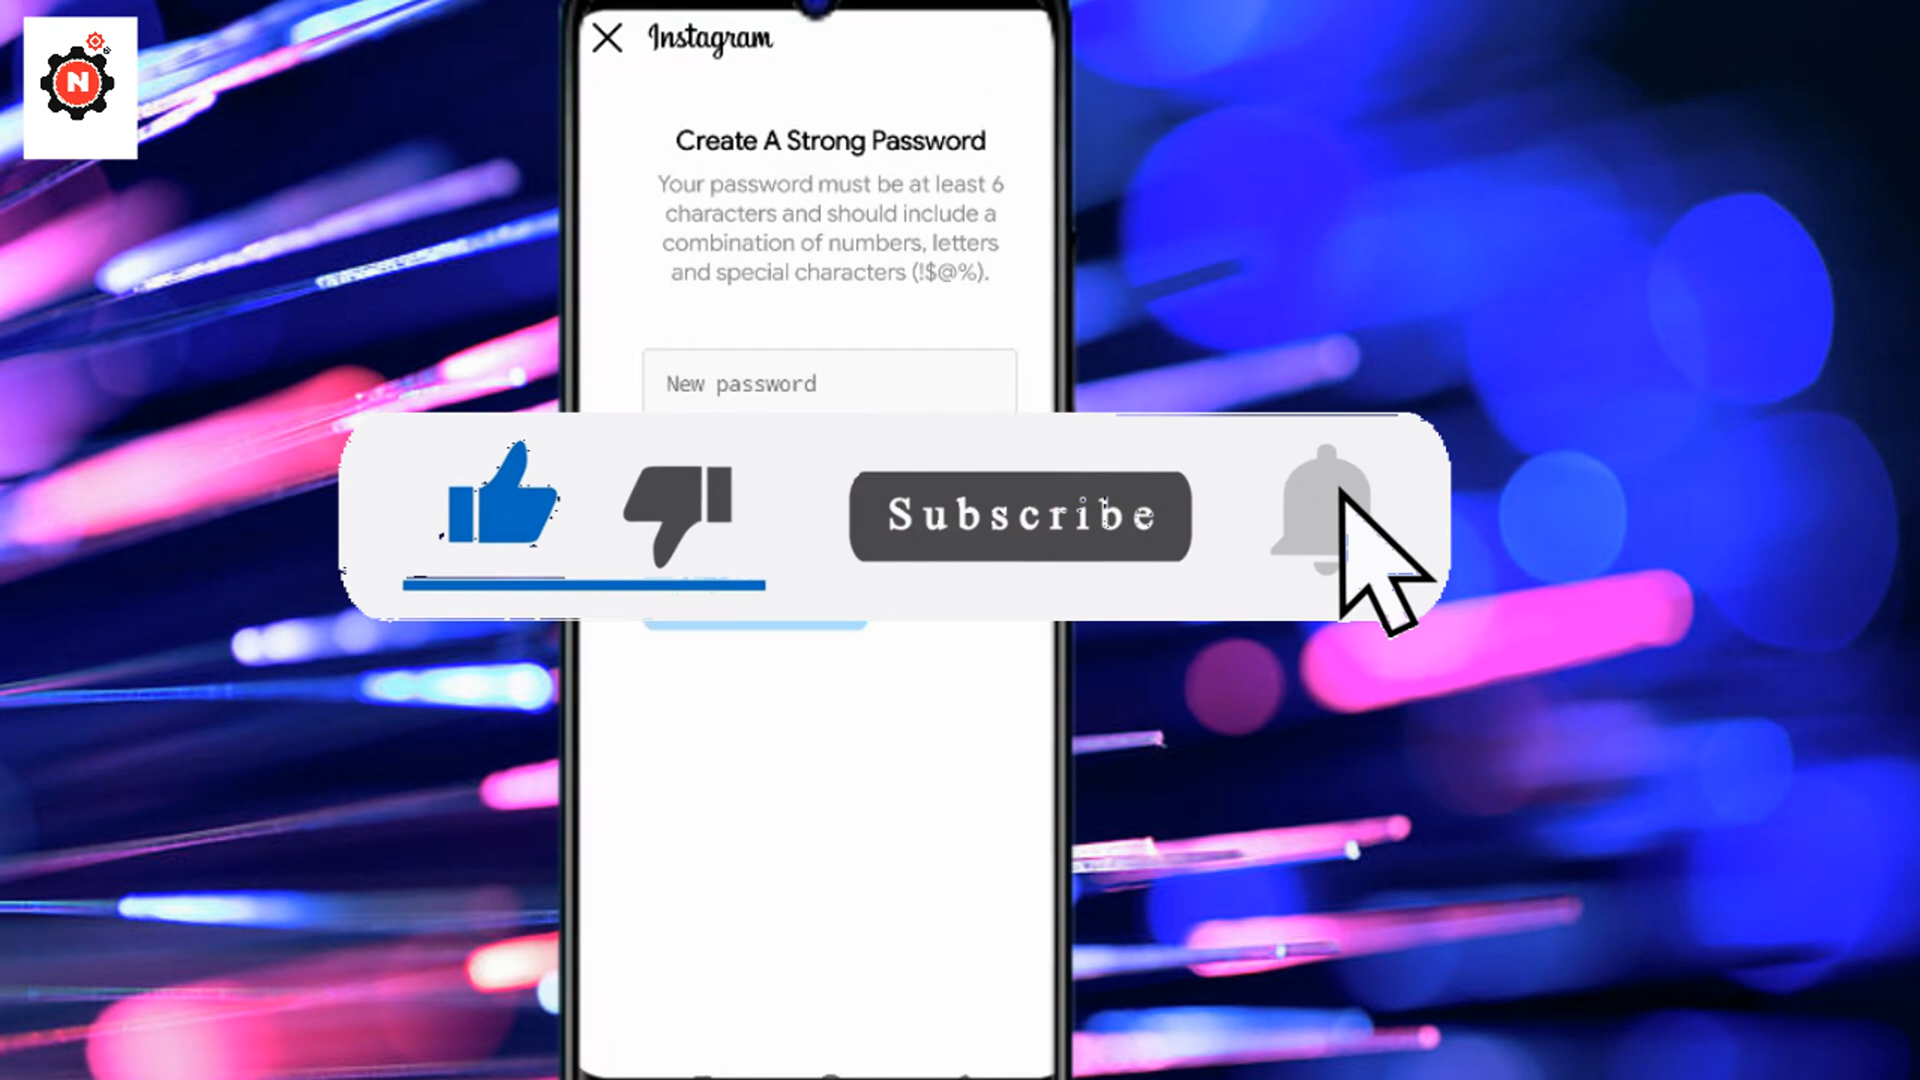 N
Instagram
Create A Strong Password
Your password must be at least 6
characters and should include a
combination of numbers, letters
and special characters (!$@%).
New password
Subscribe